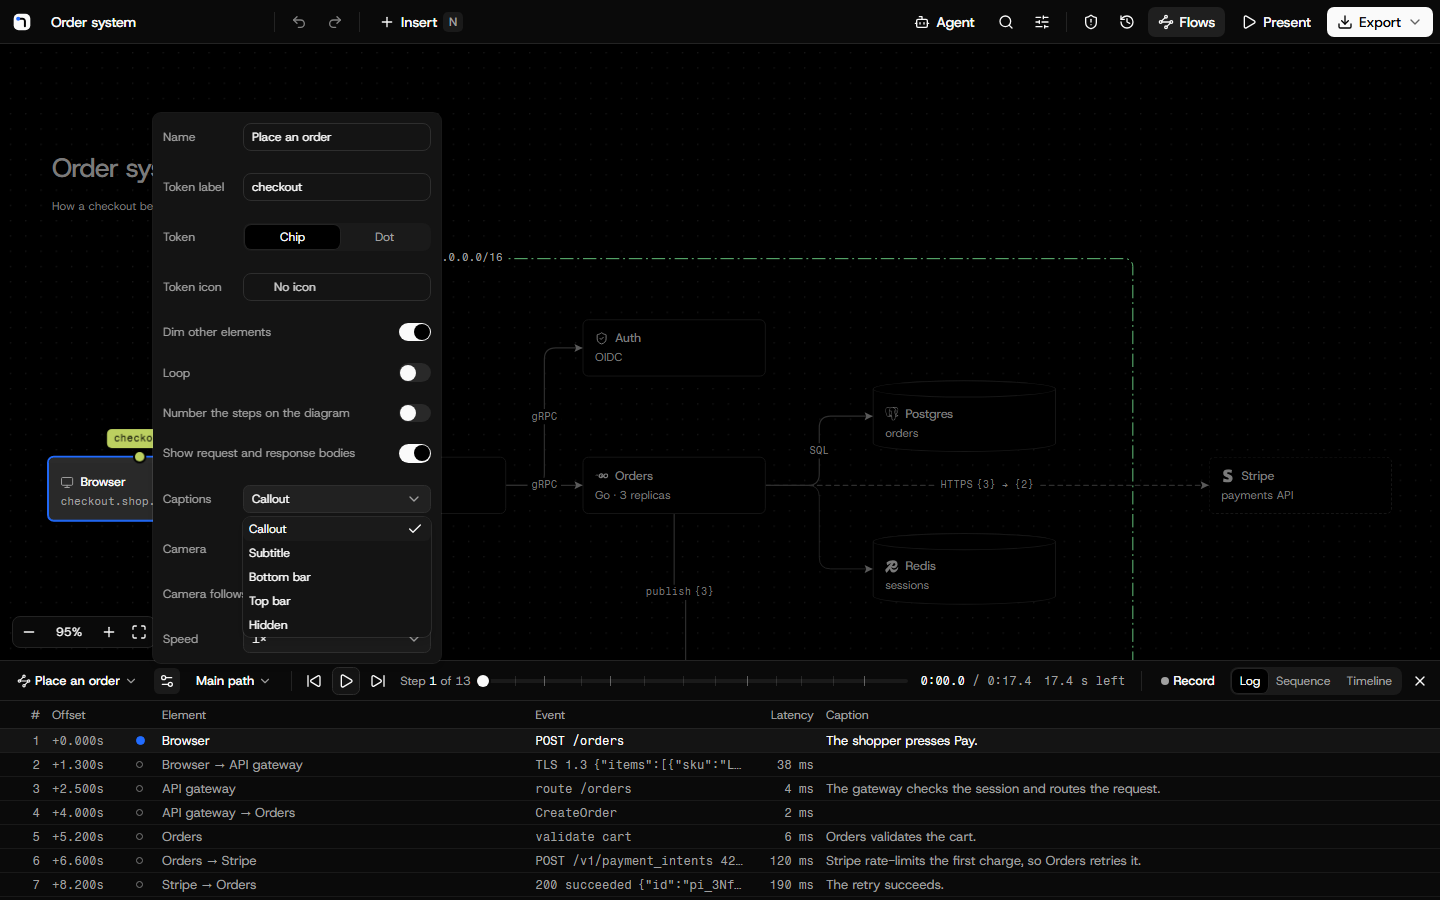 Order system
Insert N
Agent
Flows
Present
Export
Order sys
How a checkout be
Name
Place an order
Token label
checkout
Token
Chip
Dot
Token icon
No icon
Dim other elements
Loop
Number the steps on the diagram
Show request and response bodies
Captions
Callout
Callout
Subtitle
Bottom bar
Top bar
Hidden
Camera
Camera follows
Speed
1×
.0.0.0/16
checko
Browser
checkout.shop.
Auth
OIDC
gRPC
gRPC
Orders
Go · 3 replicas
SQL
Postgres
orders
HTTPS {3} → {2}
Stripe
payments API
Redis
sessions
publish {3}
95%
Place an order
Main path
Step 1 of 13
0:00.0 / 0:17.4 17.4 s left
Record
Log
Sequence
Timeline
# Offset Element Event Latency Caption
1 +0.000s Browser POST /orders The shopper presses Pay.
2 +1.300s Browser → API gateway TLS 1.3 {"items":[{"sku":"L… 38 ms
3 +2.500s API gateway route /orders 4 ms The gateway checks the session and routes the request.
4 +4.000s API gateway → Orders CreateOrder 2 ms
5 +5.200s Orders validate cart 6 ms Orders validates the cart.
6 +6.600s Orders → Stripe POST /v1/payment_intents 42… 120 ms Stripe rate-limits the first charge, so Orders retries it.
7 +8.200s Stripe → Orders 200 succeeded {"id":"pi_3Nf… 190 ms The retry succeeds.